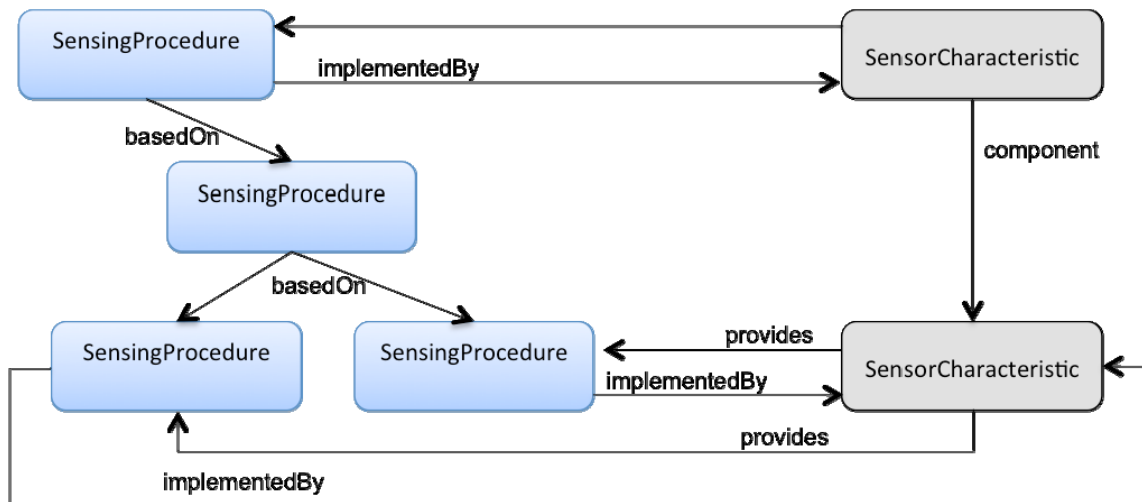 SensingProcedure
SensorCharacteristic
implementedBy
basedOn
component
SensingProcedure
basedOn
provides
SensingProcedure
SensingProcedure
SensorCharacteristic
implementedBy
provides
implementedBy